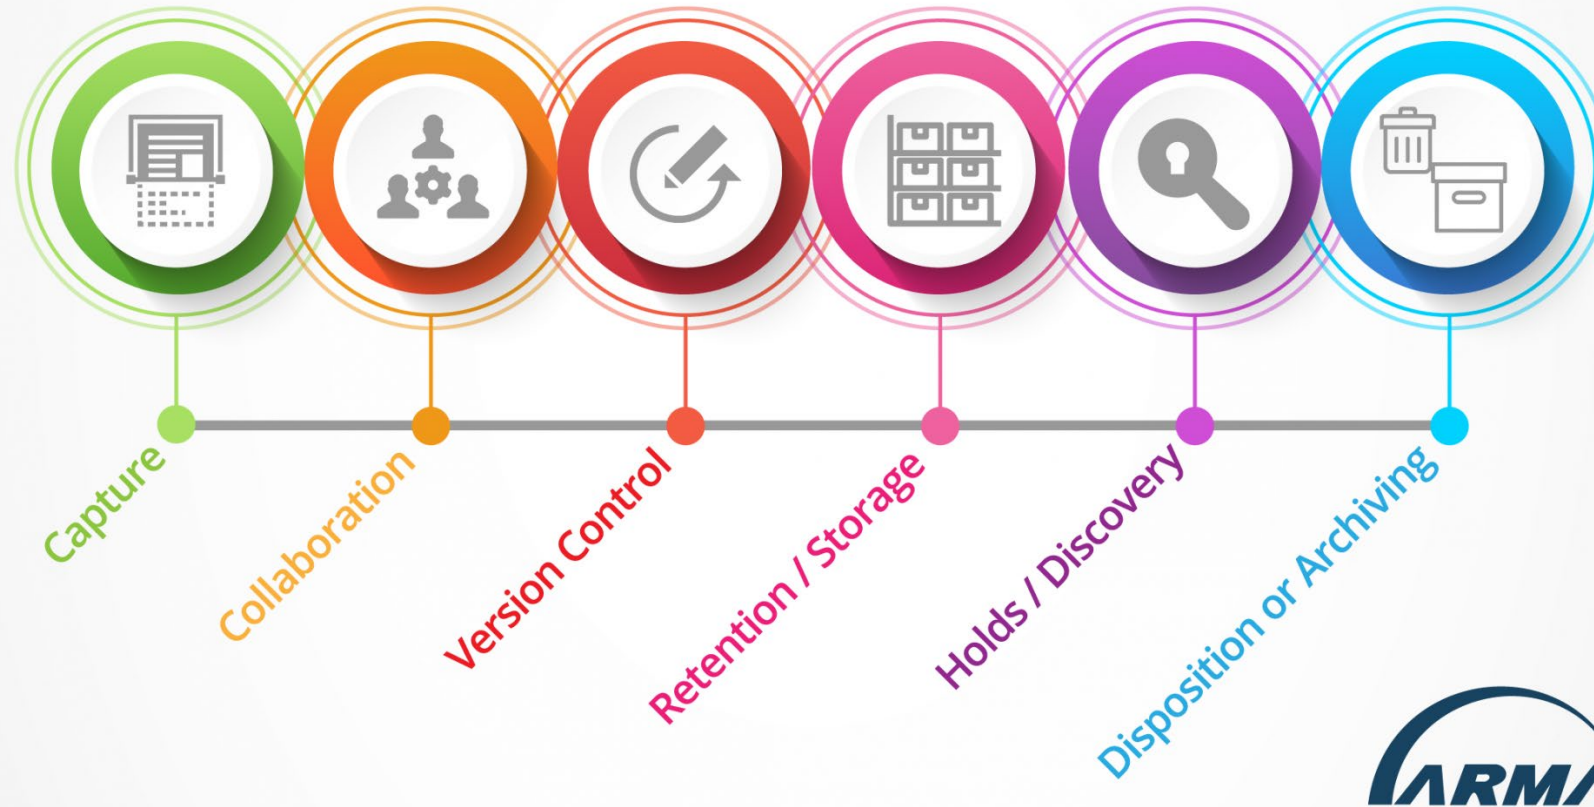 Capture
Collaboration
Version Control
Retention / Storage
Holds / Discovery
Disposition or Archiving
ARMA